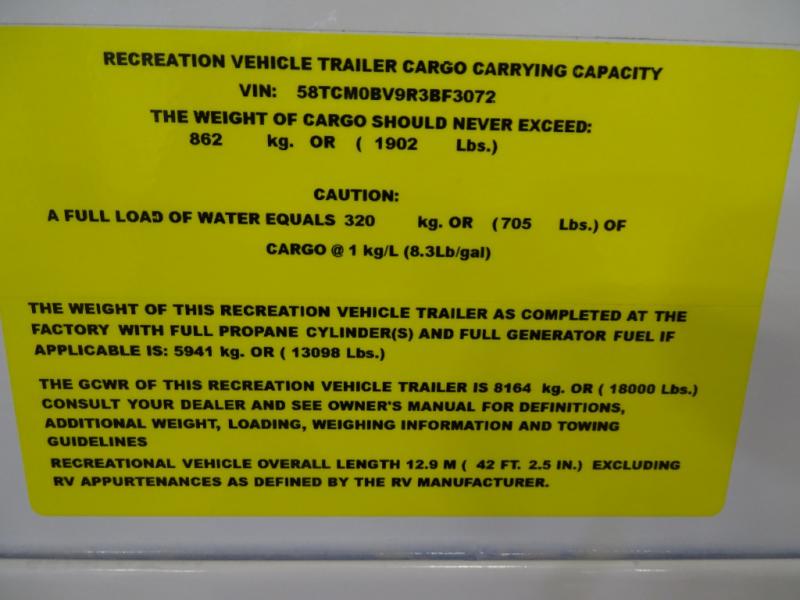 RECREATION VEHICLE TRAILER CARGO CARRYING CAPACITY
VIN: 58TCM0BV9R3BF3072
THE WEIGHT OF CARGO SHOULD NEVER EXCEED:
862 kg. OR ( 1902 Lbs.)
CAUTION:
A FULL LOAD OF WATER EQUALS 320 kg. OR (705 Lbs.) OF
CARGO @ 1 kg/L (8.3Lb/gal)
THE WEIGHT OF THIS RECREATION VEHICLE TRAILER AS COMPLETED AT THE
FACTORY WITH FULL PROPANE CYLINDER(S) AND FULL GENERATOR FUEL IF
APPLICABLE IS: 5941 kg. OR ( 13098 Lbs.)
THE GCWR OF THIS RECREATION VEHICLE TRAILER IS 8164 kg. OR ( 18000 Lbs.)
CONSULT YOUR DEALER AND SEE OWNER'S MANUAL FOR DEFINITIONS,
ADDITIONAL WEIGHT, LOADING, WEIGHING INFORMATION AND TOWING
GUIDELINES
RECREATIONAL VEHICLE OVERALL LENGTH 12.9 M ( 42 FT. 2.5 IN.) EXCLUDING
RV APPURTENANCES AS DEFINED BY THE RV MANUFACTURER.